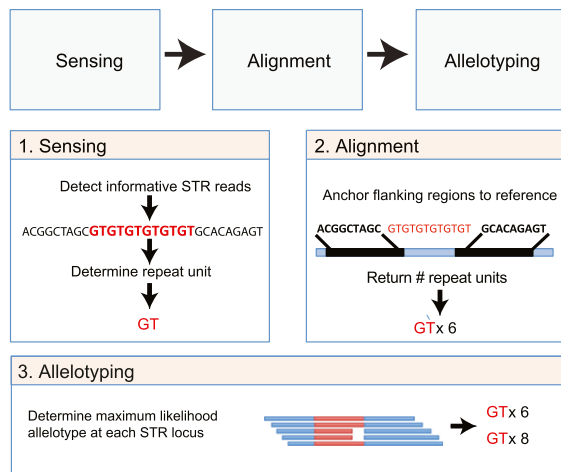 Sensing
Alignment
Allelotyping
1. Sensing
Detect informative STR reads
ACGGCTAGCGTGTGTGTGTGTGCACAGAGT
Determine repeat unit
GT
2. Alignment
Anchor flanking regions to reference
ACGGCTAGC GTGTGTGTGTGT GCACAGAGT
Return # repeat units
GTx 6
3. Allelotyping
Determine maximum likelihood
allelotype at each STR locus
GTx 6
GTx 8